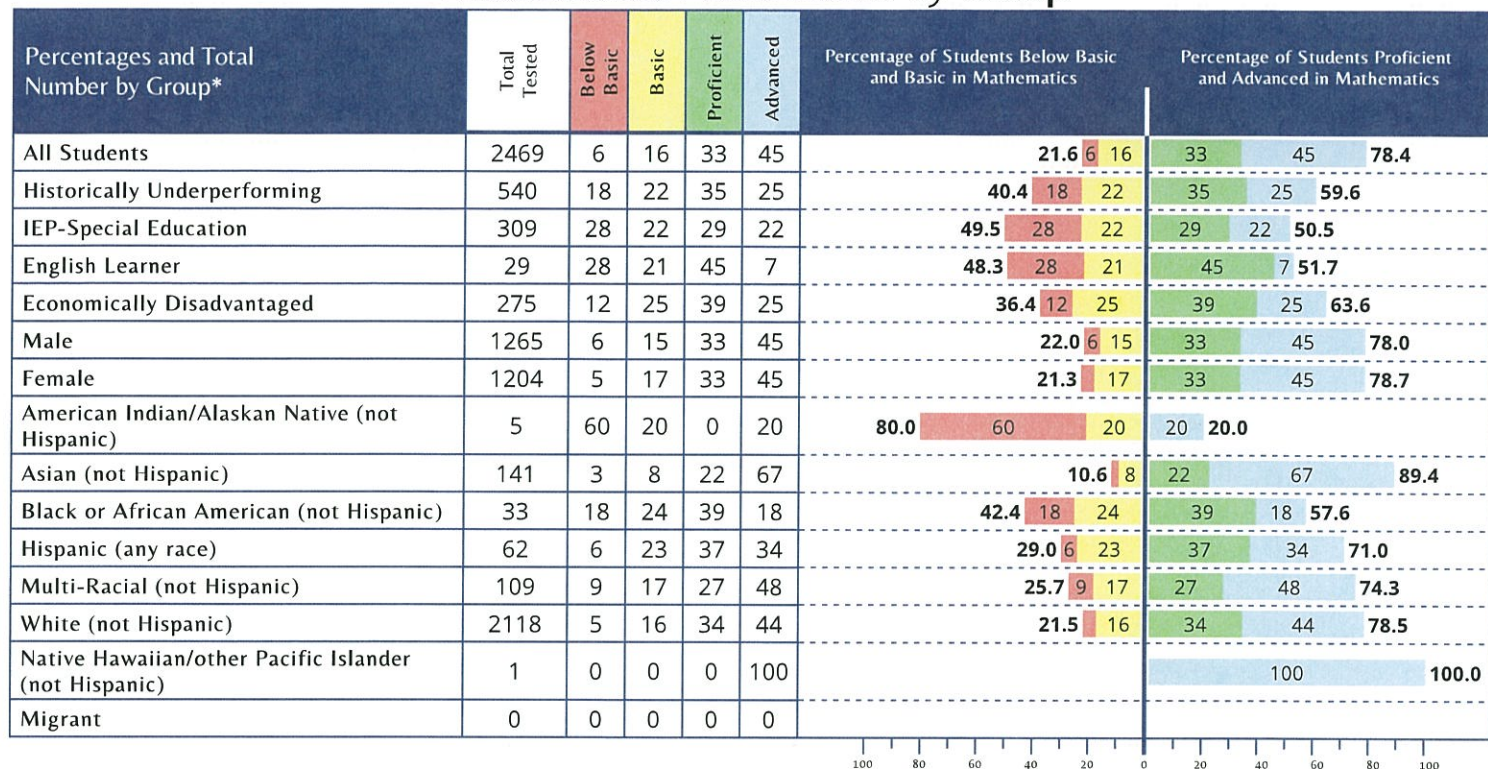 Percentages and Total
Number by Group*
Total
Tested
Below
Basic
Basic
Proficient
Advanced
Percentage of Students Below Basic
and Basic in Mathematics
Percentage of Students Proficient
and Advanced in Mathematics
All Students 2469 6 16 33 45 21.6 6 16 33 45 78.4
Historically Underperforming 540 18 22 35 25 40.4 18 22 35 25 59.6
IEP-Special Education 309 28 22 29 22 49.5 28 22 29 22 50.5
English Learner 29 28 21 45 7 48.3 28 21 45 7 51.7
Economically Disadvantaged 275 12 25 39 25 36.4 12 25 39 25 63.6
Male 1265 6 15 33 45 22.0 6 15 33 45 78.0
Female 1204 5 17 33 45 21.3 17 33 45 78.7
American Indian/Alaskan Native (not
Hispanic) 5 60 20 0 20 80.0 60 20 20 20.0
Asian (not Hispanic) 141 3 8 22 67 10.6 8 22 67 89.4
Black or African American (not Hispanic) 33 18 24 39 18 42.4 18 24 39 18 57.6
Hispanic (any race) 62 6 23 37 34 29.0 6 23 37 34 71.0
Multi-Racial (not Hispanic) 109 9 17 27 48 25.7 9 17 27 48 74.3
White (not Hispanic) 2118 5 16 34 44 21.5 16 34 44 78.5
Native Hawaiian/other Pacific Islander
(not Hispanic) 1 0 0 0 100 100 100.0
Migrant 0 0 0 0 0
100 80 60 40 20 0 20 40 60 80 100